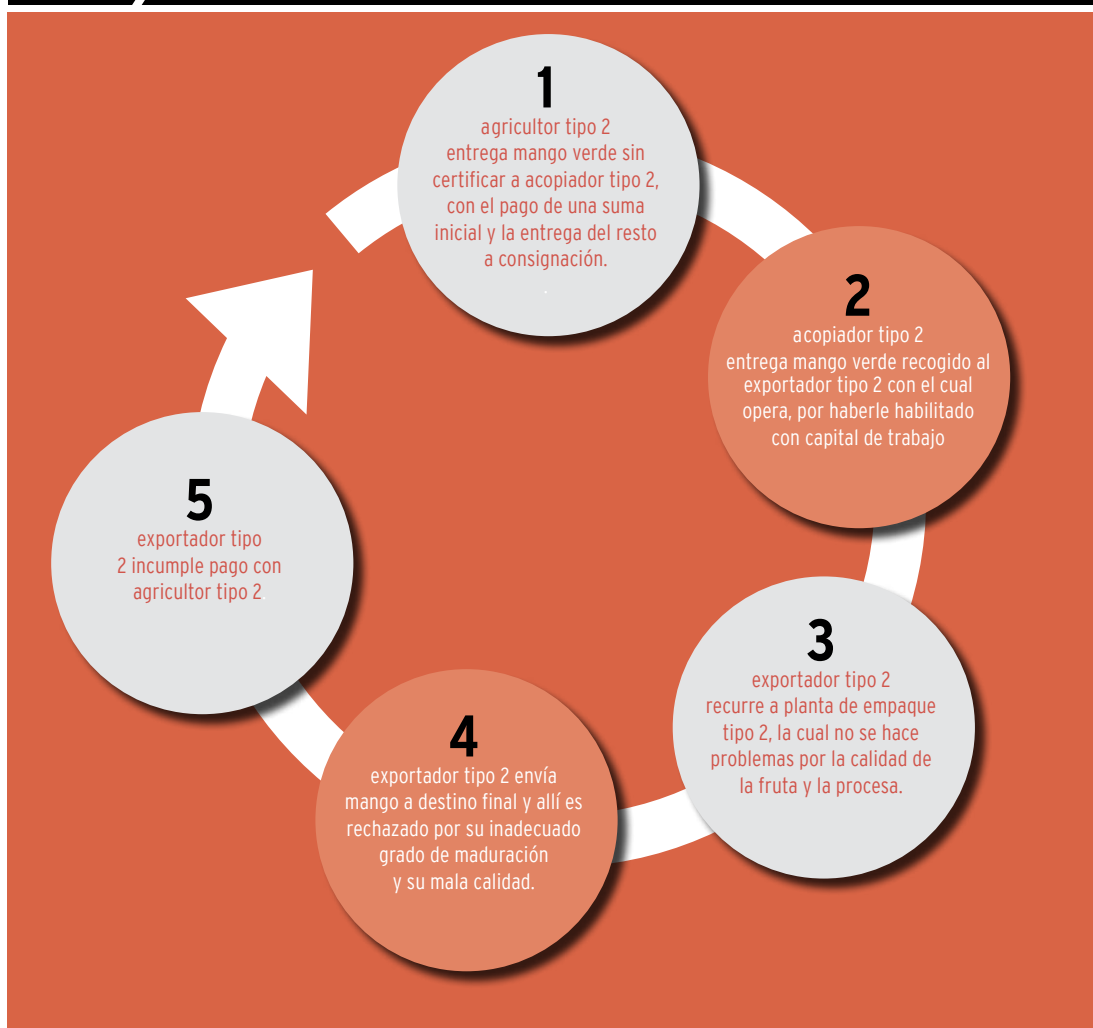 1
agricultor tipo 2
entrega mango verde sin
certificar a acopiador tipo 2,
con el pago de una suma
inicial y la entrega del resto
a consignación.
.
2
acopiador tipo 2
entrega mango verde recogido al
exportador tipo 2 con el cual
opera, por haberle habilitado
con capital de trabajo
3
exportador tipo 2
recurre a planta de empaque
tipo 2, la cual no se hace
problemas por la calidad de
la fruta y la procesa.
4
exportador tipo 2 envía
mango a destino final y allí es
rechazado por su inadecuado
grado de maduración
y su mala calidad.
5
exportador tipo
2 incumple pago con
agricultor tipo 2